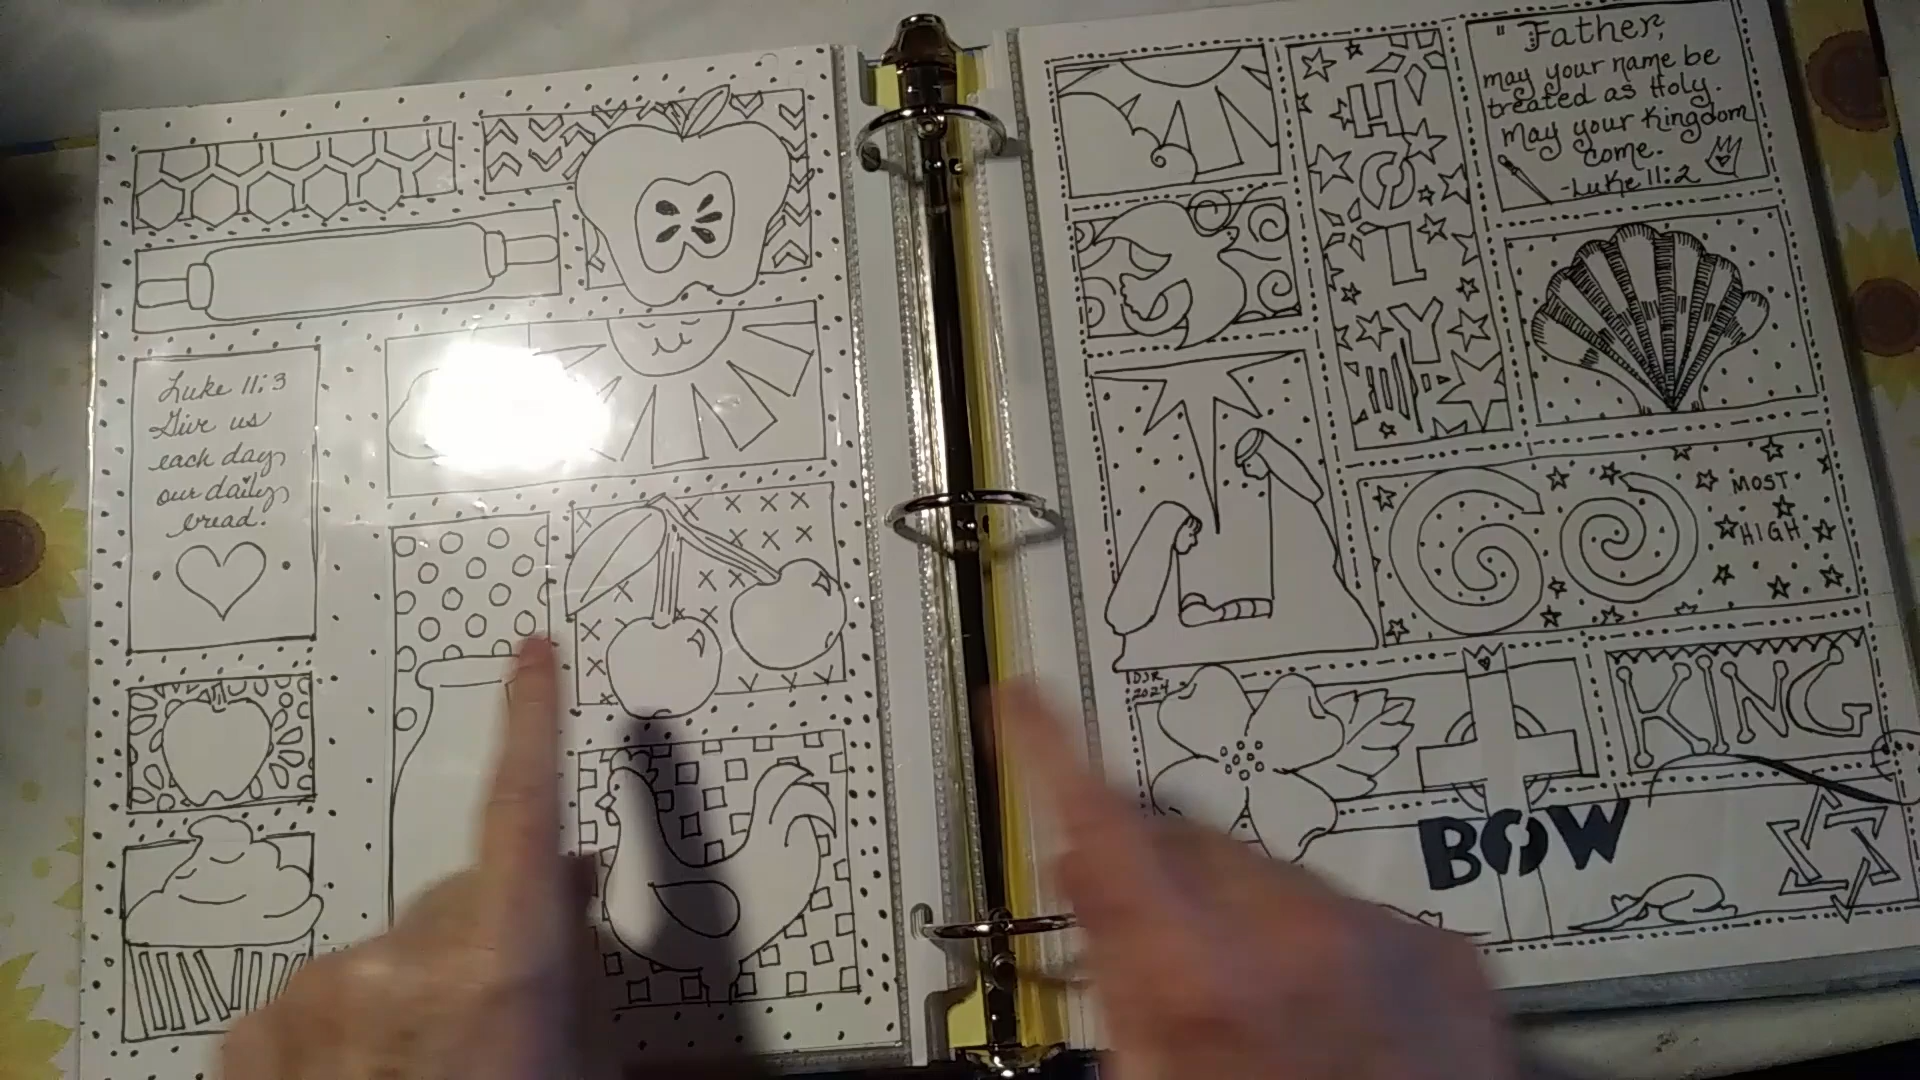 Luke 11:3
Give us
each day
our daily
bread.
HOLY
"Father,
may your name be
treated as Holy.
may your Kingdom
come.
-Luke 11:2
MOST
HIGH
DJR
2024
KING
BOW